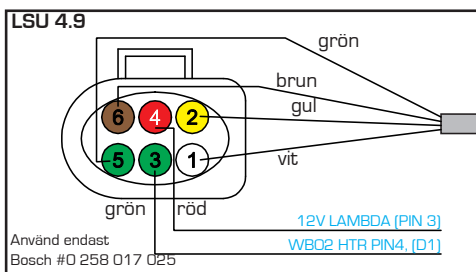 LSU 4.9
grön
brun
gul
6 4 2
5 3 1
vit
grön röd
12V LAMBDA (PIN 3)
WBO2 HTR PIN4, (D1)
Använd endast
Bosch #0 258 017 025